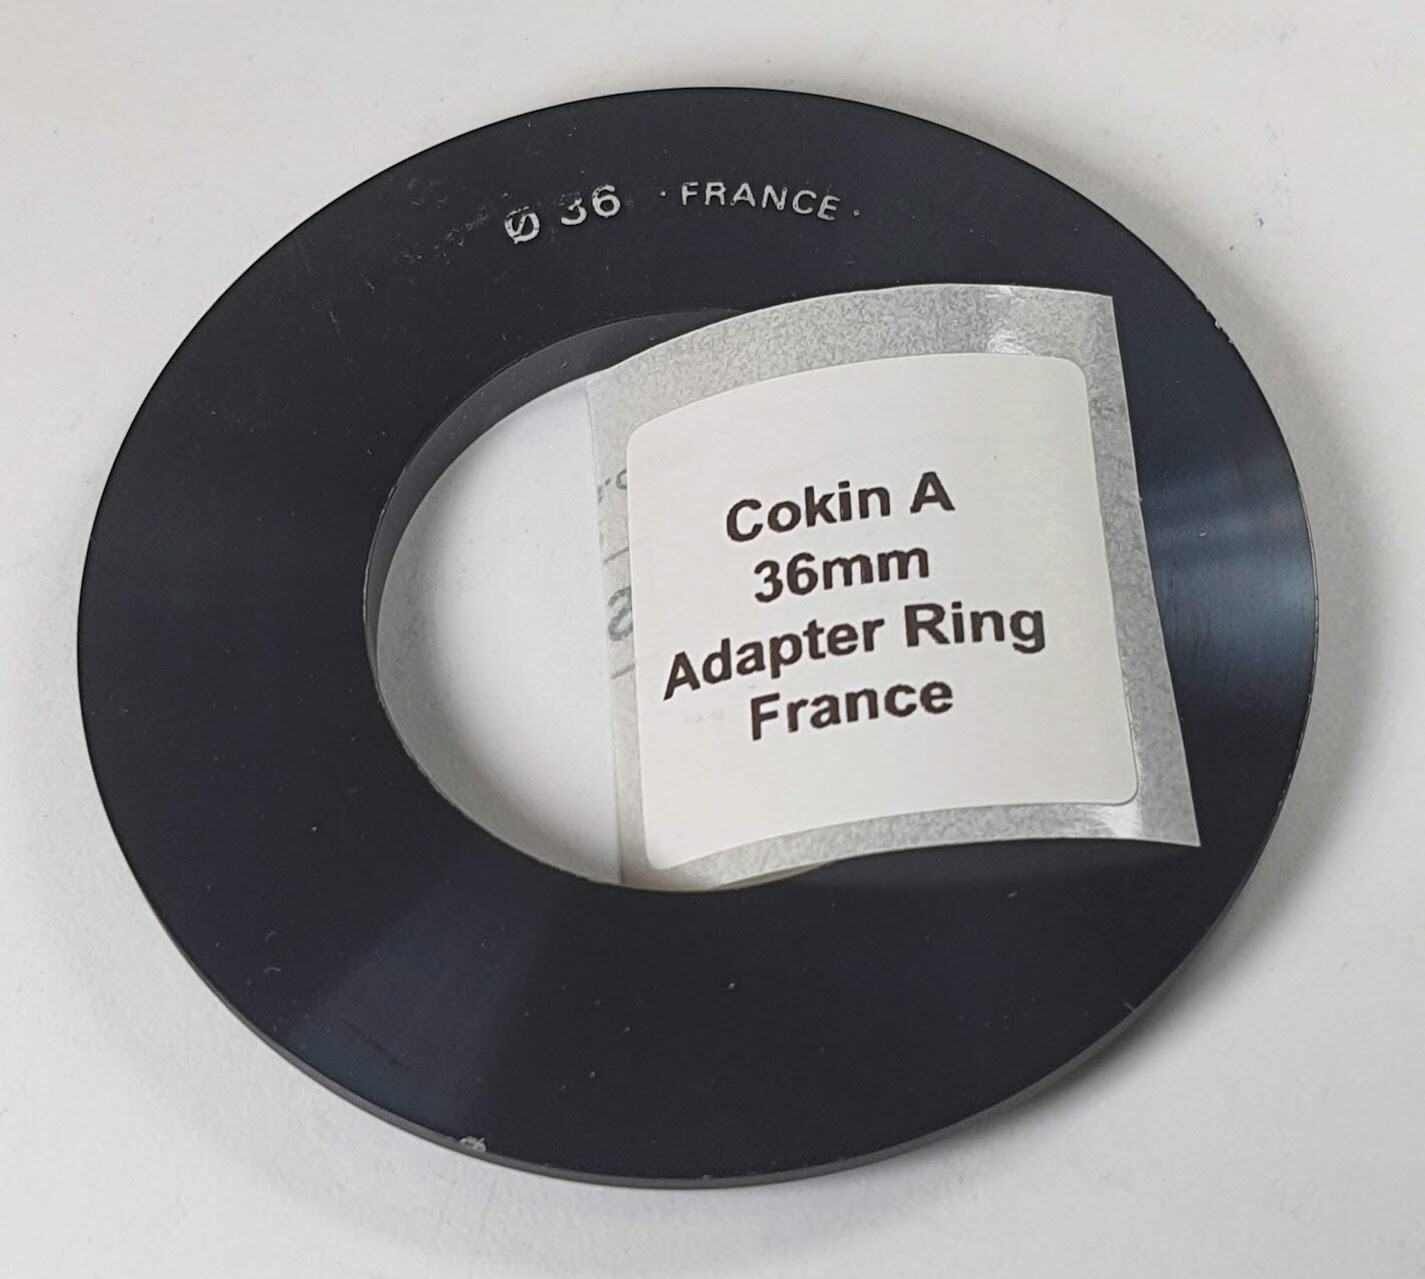 Ø 36 · FRANCE ·
Cokin A
36mm
Adapter Ring
France